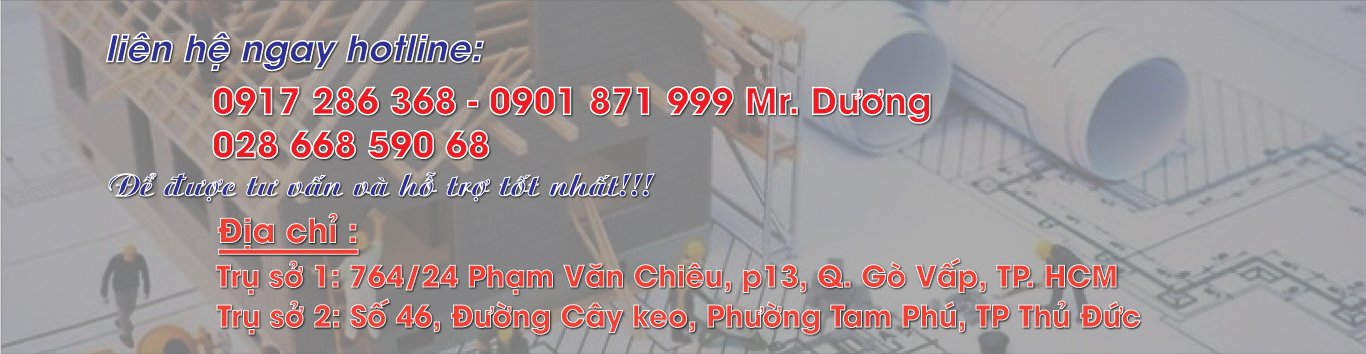 liên hệ ngay hotline:
0917 286 368 - 0901 871 999 Mr. Dương
028 668 590 68
Để được tư vấn và hỗ trợ tốt nhất!!!
Địa chỉ :
Trụ sở 1: 764/24 Phạm Văn Chiêu, p13, Q. Gò Vấp, TP. HCM
Trụ sở 2: Số 46, Đường Cây keo, Phường Tam Phú, TP Thủ Đức